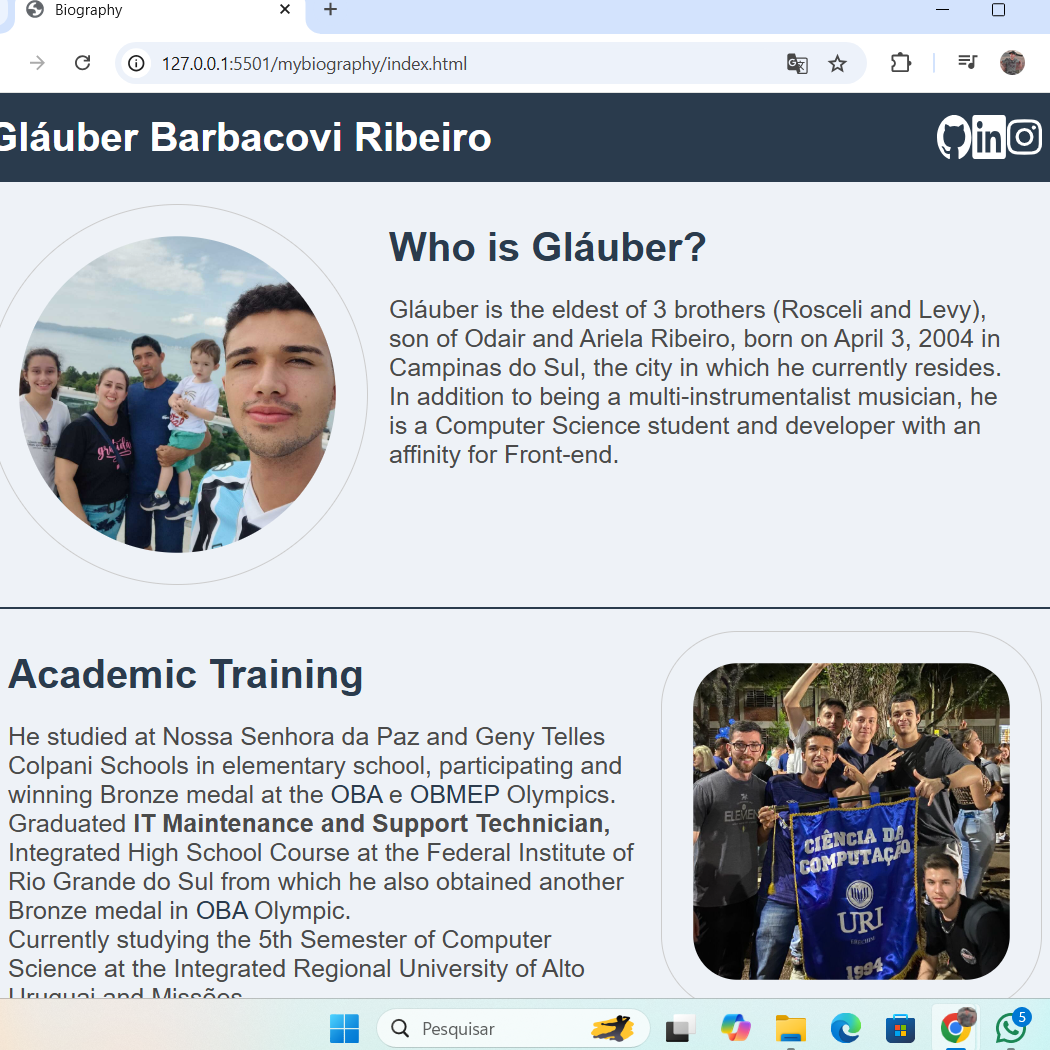 Biography
127.0.0.1:5501/mybiography/index.html
Gláuber Barbacovi Ribeiro
Who is Gláuber?
Gláuber is the eldest of 3 brothers (Rosceli and Levy),
son of Odair and Ariela Ribeiro, born on April 3, 2004 in
Campinas do Sul, the city in which he currently resides.
In addition to being a multi-instrumentalist musician, he
is a Computer Science student and developer with an
affinity for Front-end.
Academic Training
He studied at Nossa Senhora da Paz and Geny Telles
Colpani Schools in elementary school, participating and
winning Bronze medal at the OBA e OBMEP Olympics.
Graduated IT Maintenance and Support Technician,
Integrated High School Course at the Federal Institute of
Rio Grande do Sul from which he also obtained another
Bronze medal in OBA Olympic.
Currently studying the 5th Semester of Computer
Science at the Integrated Regional University of Alto
Uruguai and Missões
CIÊNCIA DA
COMPUTAÇÃO
URI
ERECHIM
1994
Pesquisar
5